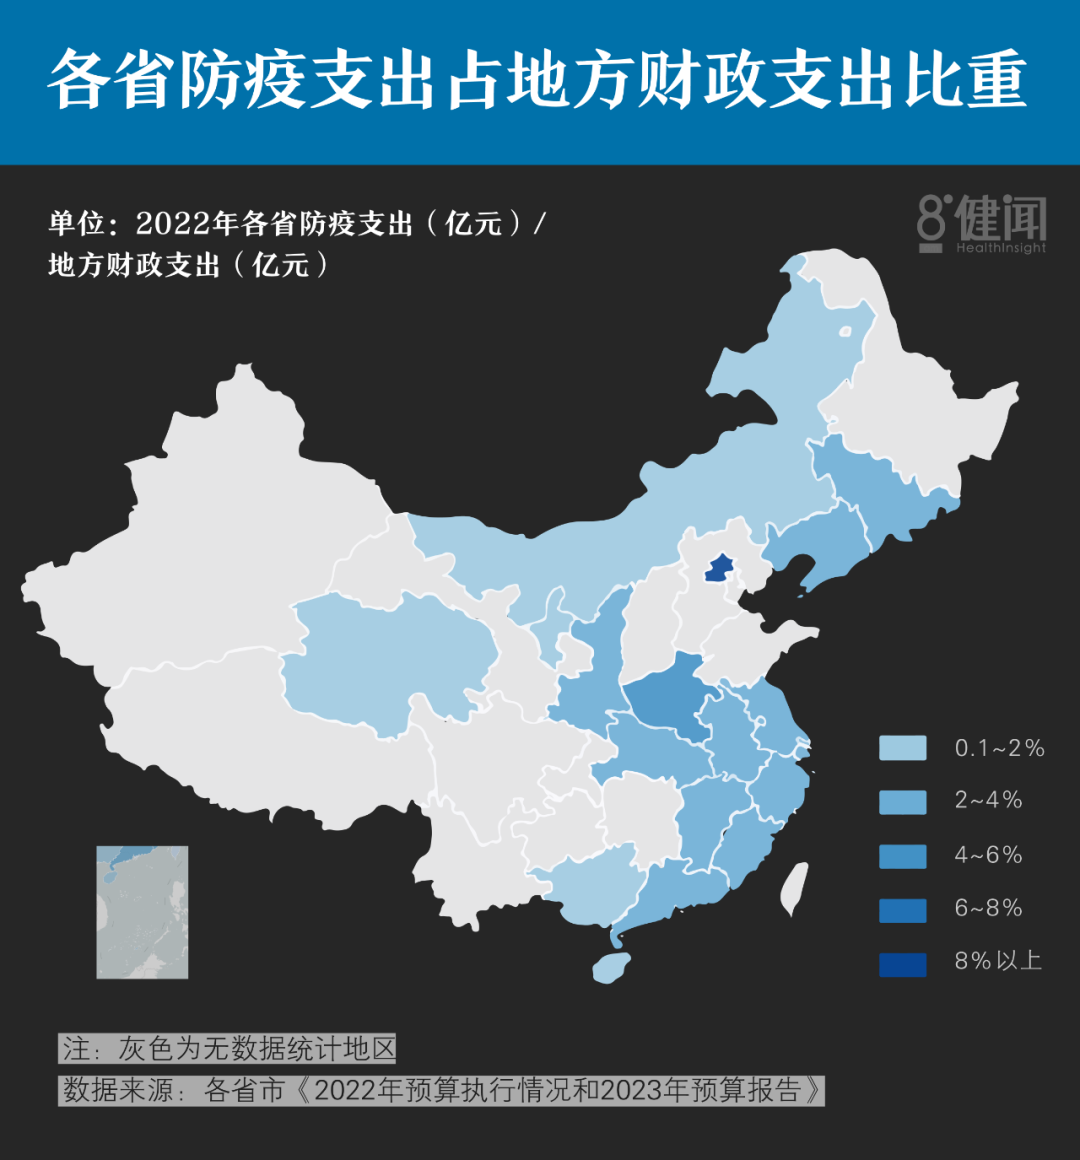 各省防疫支出占地方财政支出比重
单位：2022年各省防疫支出（亿元）/
地方财政支出（亿元）
8°健闻
HealthInsight
0.1~2%
2~4%
4~6%
6~8%
8%以上
注：灰色为无数据统计地区
数据来源：各省市《2022年预算执行情况和2023年预算报告》